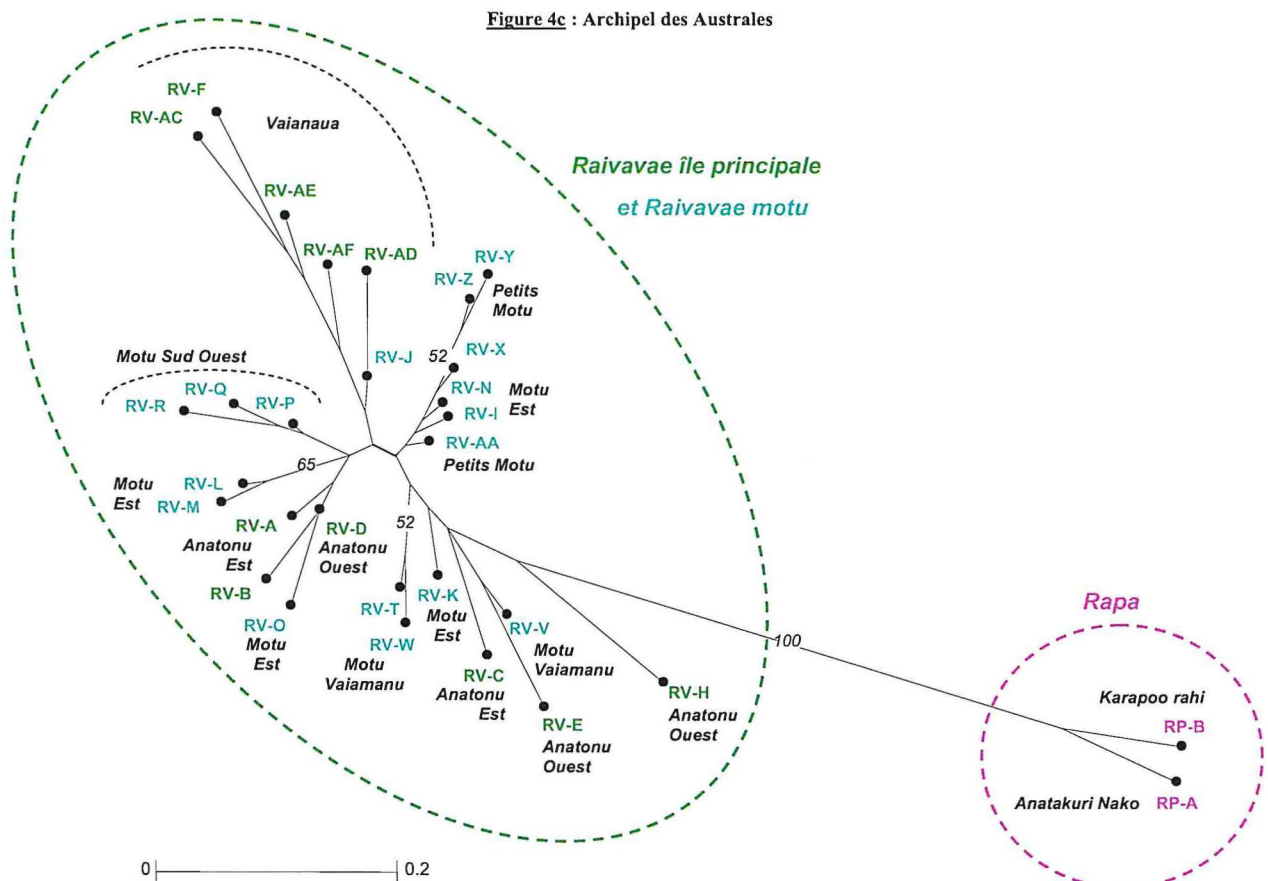 Figure 4c : Archipel des Australes
RV-F
RV-AC
Vaianaua
Raivavae île principale
et Raivavae motu
RV-AE
RV-AF
RV-AD
RV-Y
RV-Z
Petits
Motu
Motu Sud Ouest
RV-J
52
RV-X
RV-Q
RV-R
RV-P
RV-N
Motu
Est
RV-I
RV-AA
Petits Motu
65
Motu
Est
RV-L
RV-M
RV-A
Anatonu
Est
RV-D
Anatonu
Ouest
52
RV-B
RV-O
Motu
Est
RV-T
RV-W
Motu
Vaiamanu
RV-K
Motu
Est
RV-V
Motu
Vaiamanu
RV-C
Anatonu
Est
RV-E
Anatonu
Ouest
RV-H
Anatonu
Ouest
100
Rapa
Karapoo rahi
RP-B
Anatakuri Nako
RP-A
0
0.2